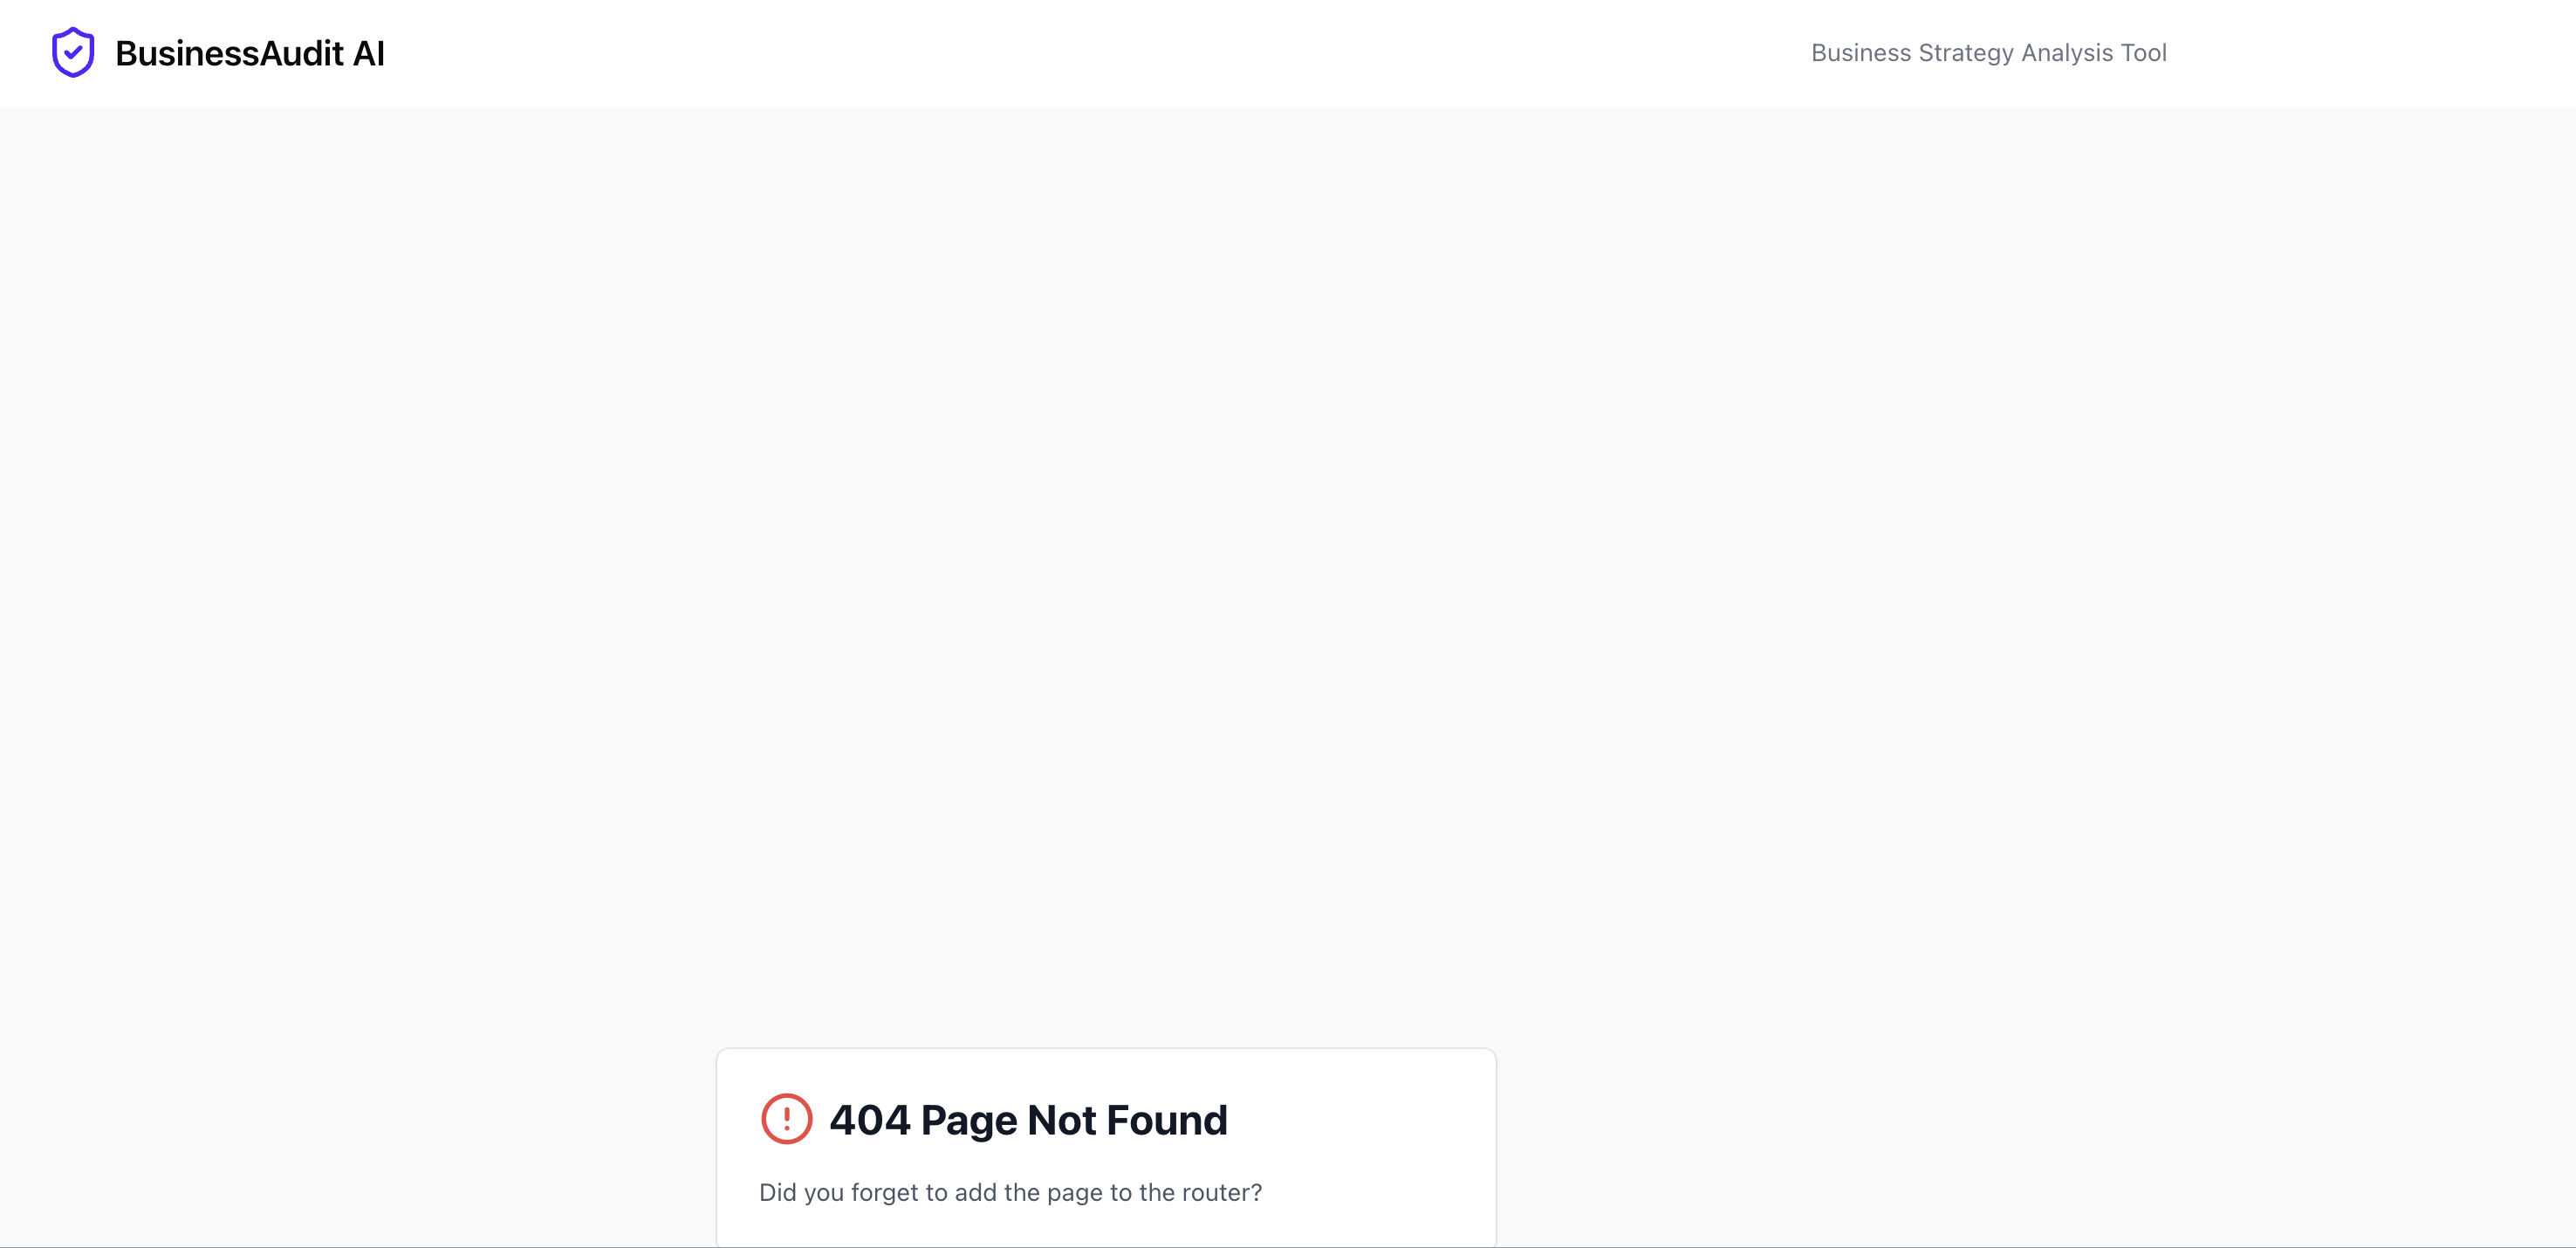 BusinessAudit AI
Business Strategy Analysis Tool
404 Page Not Found
Did you forget to add the page to the router?